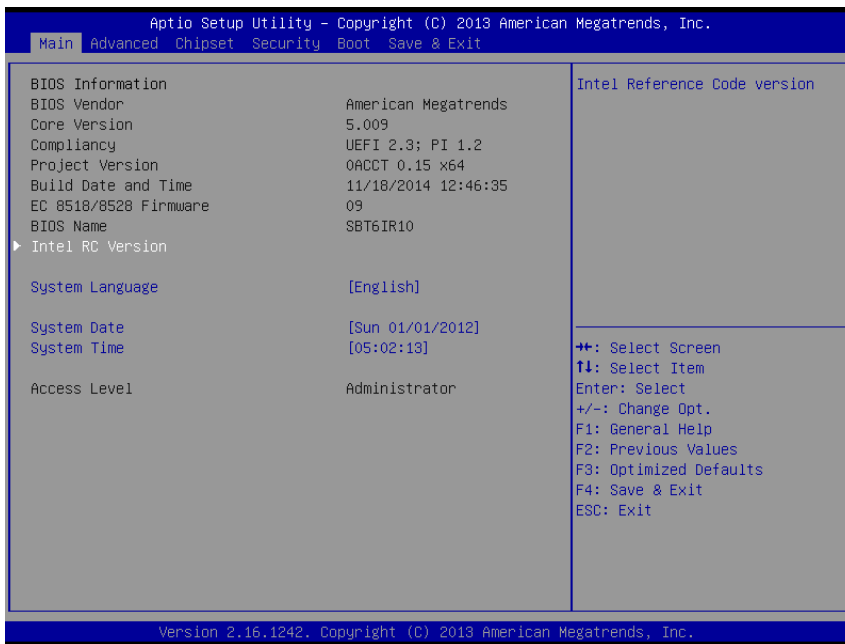 Aptio Setup Utility – Copyright (C) 2013 American Megatrends, Inc.
Main Advanced Chipset Security Boot Save & Exit
BIOS Information
BIOS Vendor American Megatrends
Core Version 5.009
Compliancy UEFI 2.3; PI 1.2
Project Version 0ACCT 0.15 x64
Build Date and Time 11/18/2014 12:46:35
EC 8518/8528 Firmware 09
BIOS Name SBT6IR10
Intel RC Version
System Language [English]
System Date [Sun 01/01/2012]
System Time [05:02:13]
Access Level Administrator
Intel Reference Code version
→←: Select Screen
↑↓: Select Item
Enter: Select
+/-: Change Opt.
F1: General Help
F2: Previous Values
F3: Optimized Defaults
F4: Save & Exit
ESC: Exit
Version 2.16.1242. Copyright (C) 2013 American Megatrends, Inc.